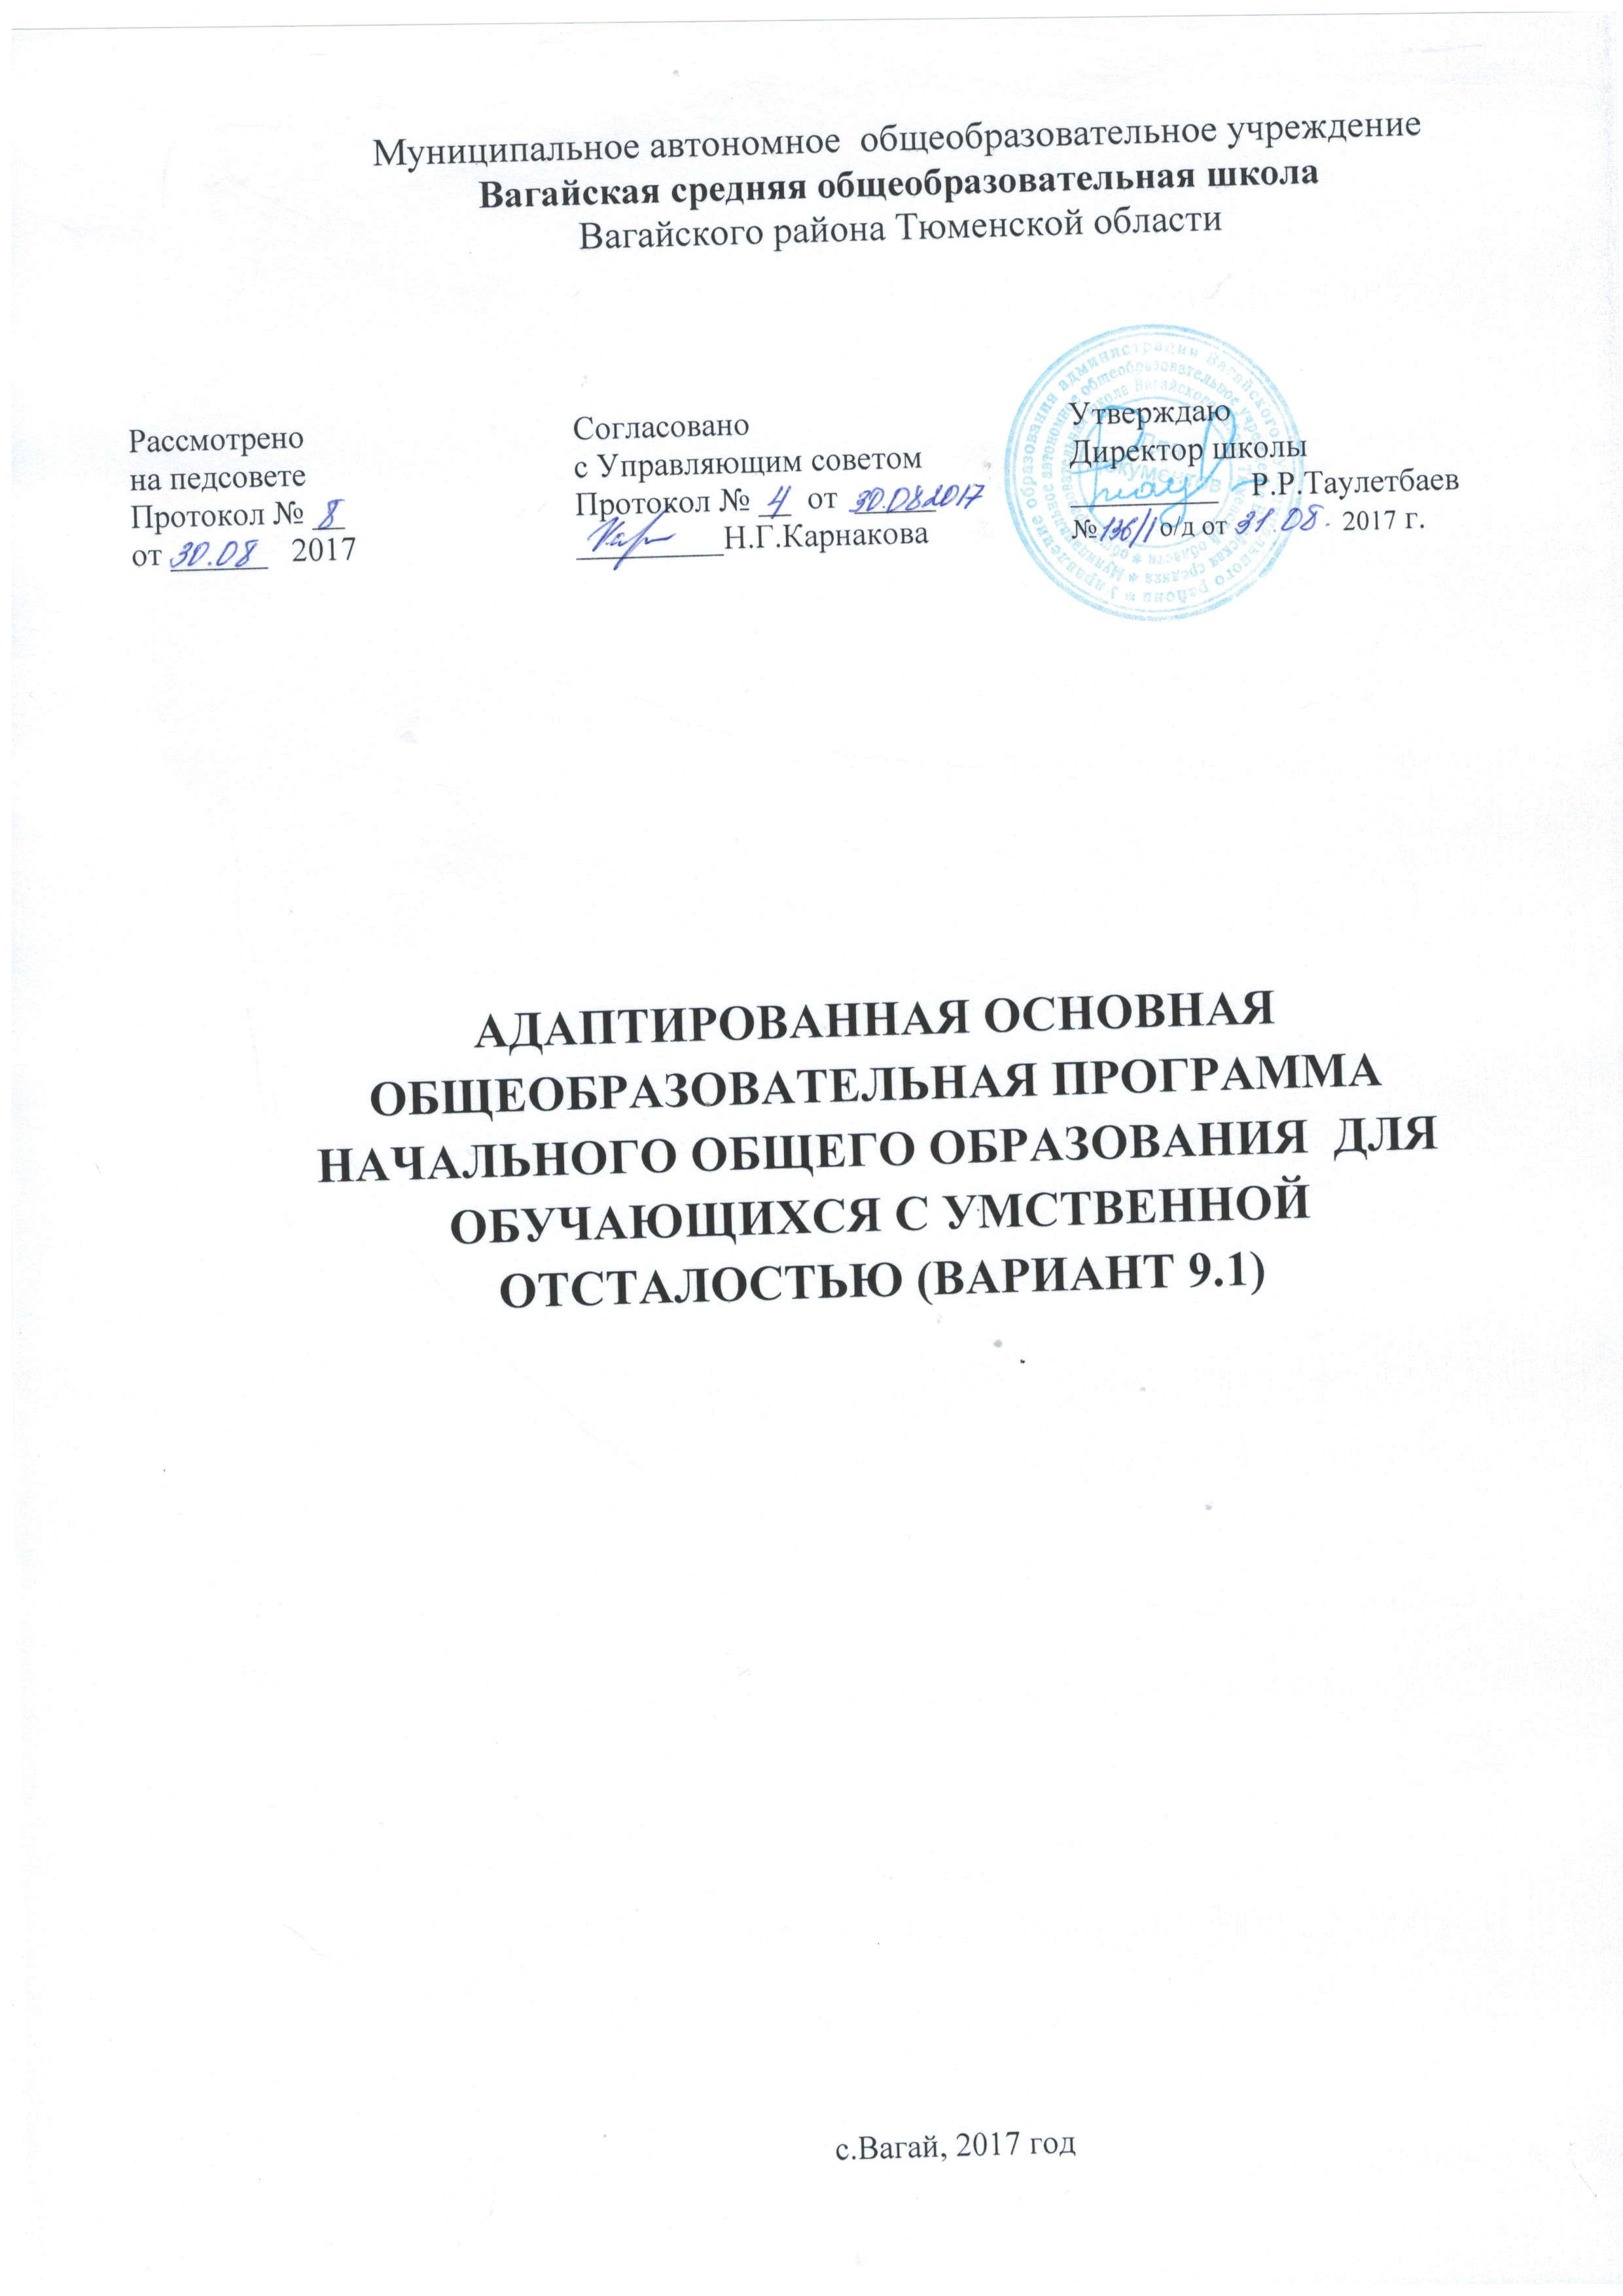 Муниципальное автономное общеобразовательное учреждение
Вагайская средняя общеобразовательная школа
Вагайского района Тюменской области
Рассмотрено
на педсовете
Протокол № 8
от 30.08 2017
Согласовано
с Управляющим советом
Протокол № 4 от 30.08 2017
Н.Г.Карнакова
Утверждаю
Директор школы
Р.Р.Таулетбаев
№136/1 о/д от 31.08. 2017 г.
АДАПТИРОВАННАЯ ОСНОВНАЯ
ОБЩЕОБРАЗОВАТЕЛЬНАЯ ПРОГРАММА
НАЧАЛЬНОГО ОБЩЕГО ОБРАЗОВАНИЯ ДЛЯ
ОБУЧАЮЩИХСЯ С УМСТВЕННОЙ
ОТСТАЛОСТЬЮ (ВАРИАНТ 9.1)
с.Вагай, 2017 год